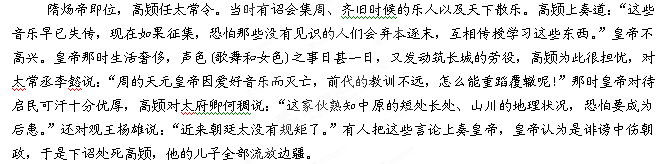 隋炀帝即位，高颎任太常令。当时有诏会集周、齐旧时候的乐人以及天下散乐。高颎上奏道：“这些
音乐早已失传，现在如果征集，恐怕那些没有见识的人们会弃本逐末，互相传授学习这些东西。”皇帝不
高兴。皇帝那时生活奢侈，声色(歌舞和女色)之事日甚一日，又发动筑长城的劳役，高颎为此很担忧，对
太常丞李懿说：“周的天元皇帝因爱好音乐而灭亡，前代的教训不远，怎么能重蹈覆辙呢!”那时皇帝对待
启民可汗十分优厚，高颎对太府卿何稠说：“这家伙熟知中原的短处长处、山川的地理状况，恐怕要成为
后患。”还对观王杨雄说：“近来朝廷太没有规矩了。”有人把这些言论上奏皇帝，皇帝认为是诽谤中伤朝
政，于是下诏处死高颎，他的儿子全部流放边疆。